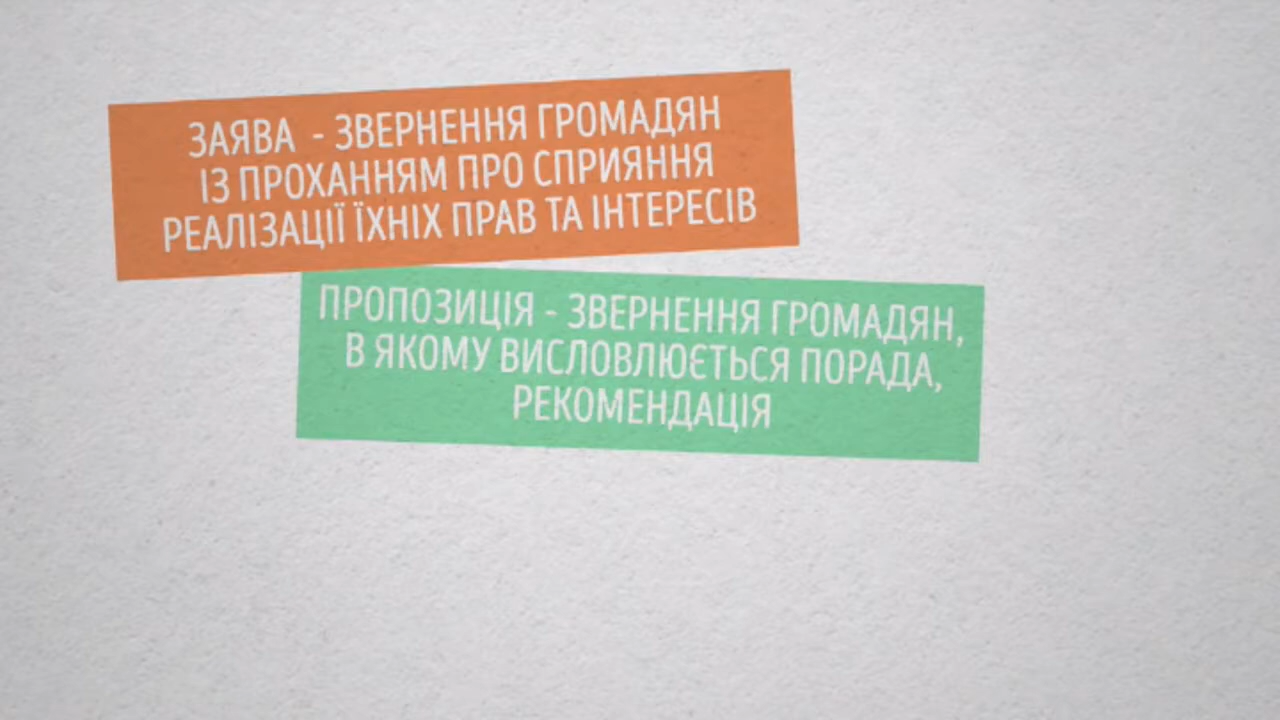 ЗАЯВА - ЗВЕРНЕННЯ ГРОМАДЯН
ІЗ ПРОХАННЯМ ПРО СПРИЯННЯ
РЕАЛІЗАЦІЇ ЇХНІХ ПРАВ ТА ІНТЕРЕСІВ
ПРОПОЗИЦІЯ - ЗВЕРНЕННЯ ГРОМАДЯН,
В ЯКОМУ ВИСЛОВЛЮЄТЬСЯ ПОРАДА,
РЕКОМЕНДАЦІЯ